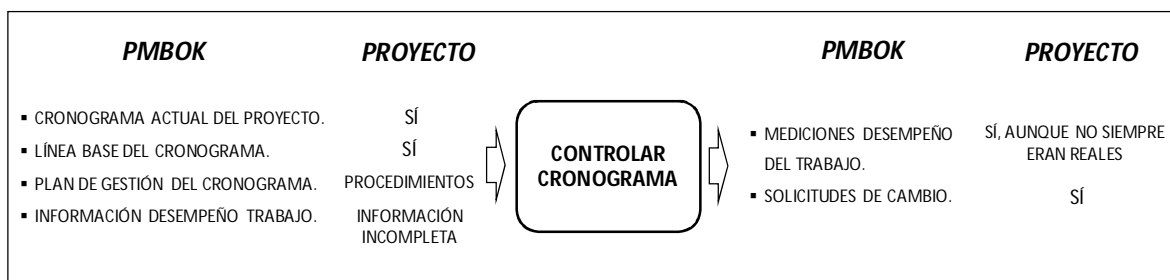 PMBOK
PROYECTO
▪ CRONOGRAMA ACTUAL DEL PROYECTO.
▪ LÍNEA BASE DEL CRONOGRAMA.
▪ PLAN DE GESTIÓN DEL CRONOGRAMA.
▪ INFORMACIÓN DESEMPEÑO TRABAJO.
SÍ
SÍ
PROCEDIMIENTOS
INFORMACIÓN
INCOMPLETA
CONTROLAR
CRONOGRAMA
PMBOK
PROYECTO
▪ MEDICIONES DESEMPEÑO
DEL TRABAJO.
▪ SOLICITUDES DE CAMBIO.
SÍ, AUNQUE NO SIEMPRE
ERAN REALES
SÍ